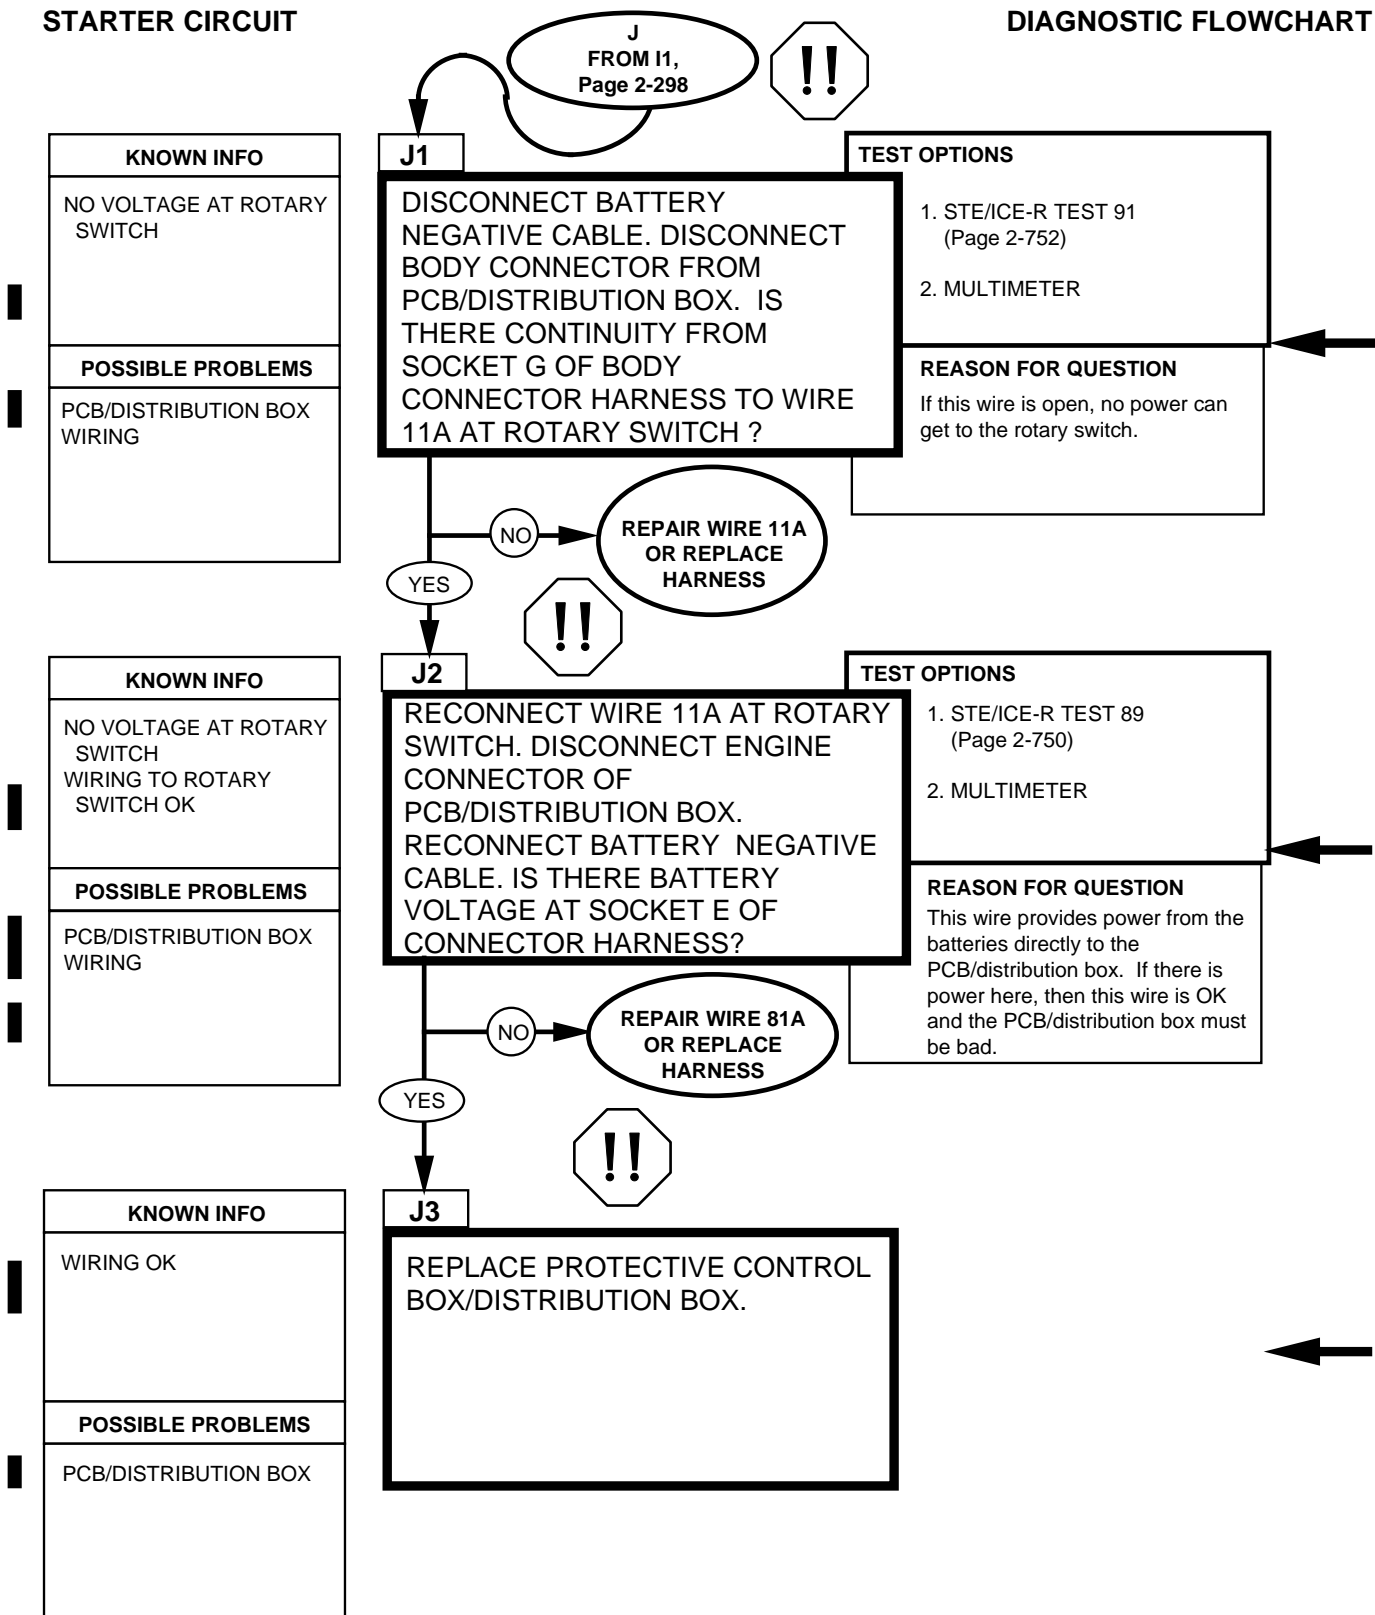 STARTER CIRCUIT
DIAGNOSTIC FLOWCHART
J
FROM I1,
Page 2-298
!!
KNOWN INFO
NO VOLTAGE AT ROTARY
SWITCH
POSSIBLE PROBLEMS
PCB/DISTRIBUTION BOX
WIRING
J1
DISCONNECT BATTERY
NEGATIVE CABLE. DISCONNECT
BODY CONNECTOR FROM
PCB/DISTRIBUTION BOX. IS
THERE CONTINUITY FROM
SOCKET G OF BODY
CONNECTOR HARNESS TO WIRE
11A AT ROTARY SWITCH ?
TEST OPTIONS
1. STE/ICE-R TEST 91
(Page 2-752)
2. MULTIMETER
REASON FOR QUESTION
If this wire is open, no power can
get to the rotary switch.
NO
REPAIR WIRE 11A
OR REPLACE
HARNESS
YES
!!
KNOWN INFO
NO VOLTAGE AT ROTARY
SWITCH
WIRING TO ROTARY
SWITCH OK
POSSIBLE PROBLEMS
PCB/DISTRIBUTION BOX
WIRING
J2
RECONNECT WIRE 11A AT ROTARY
SWITCH. DISCONNECT ENGINE
CONNECTOR OF
PCB/DISTRIBUTION BOX.
RECONNECT BATTERY NEGATIVE
CABLE. IS THERE BATTERY
VOLTAGE AT SOCKET E OF
CONNECTOR HARNESS?
TEST OPTIONS
1. STE/ICE-R TEST 89
(Page 2-750)
2. MULTIMETER
REASON FOR QUESTION
This wire provides power from the
batteries directly to the
PCB/distribution box. If there is
power here, then this wire is OK
and the PCB/distribution box must
be bad.
NO
REPAIR WIRE 81A
OR REPLACE
HARNESS
YES
!!
KNOWN INFO
WIRING OK
POSSIBLE PROBLEMS
PCB/DISTRIBUTION BOX
J3
REPLACE PROTECTIVE CONTROL
BOX/DISTRIBUTION BOX.